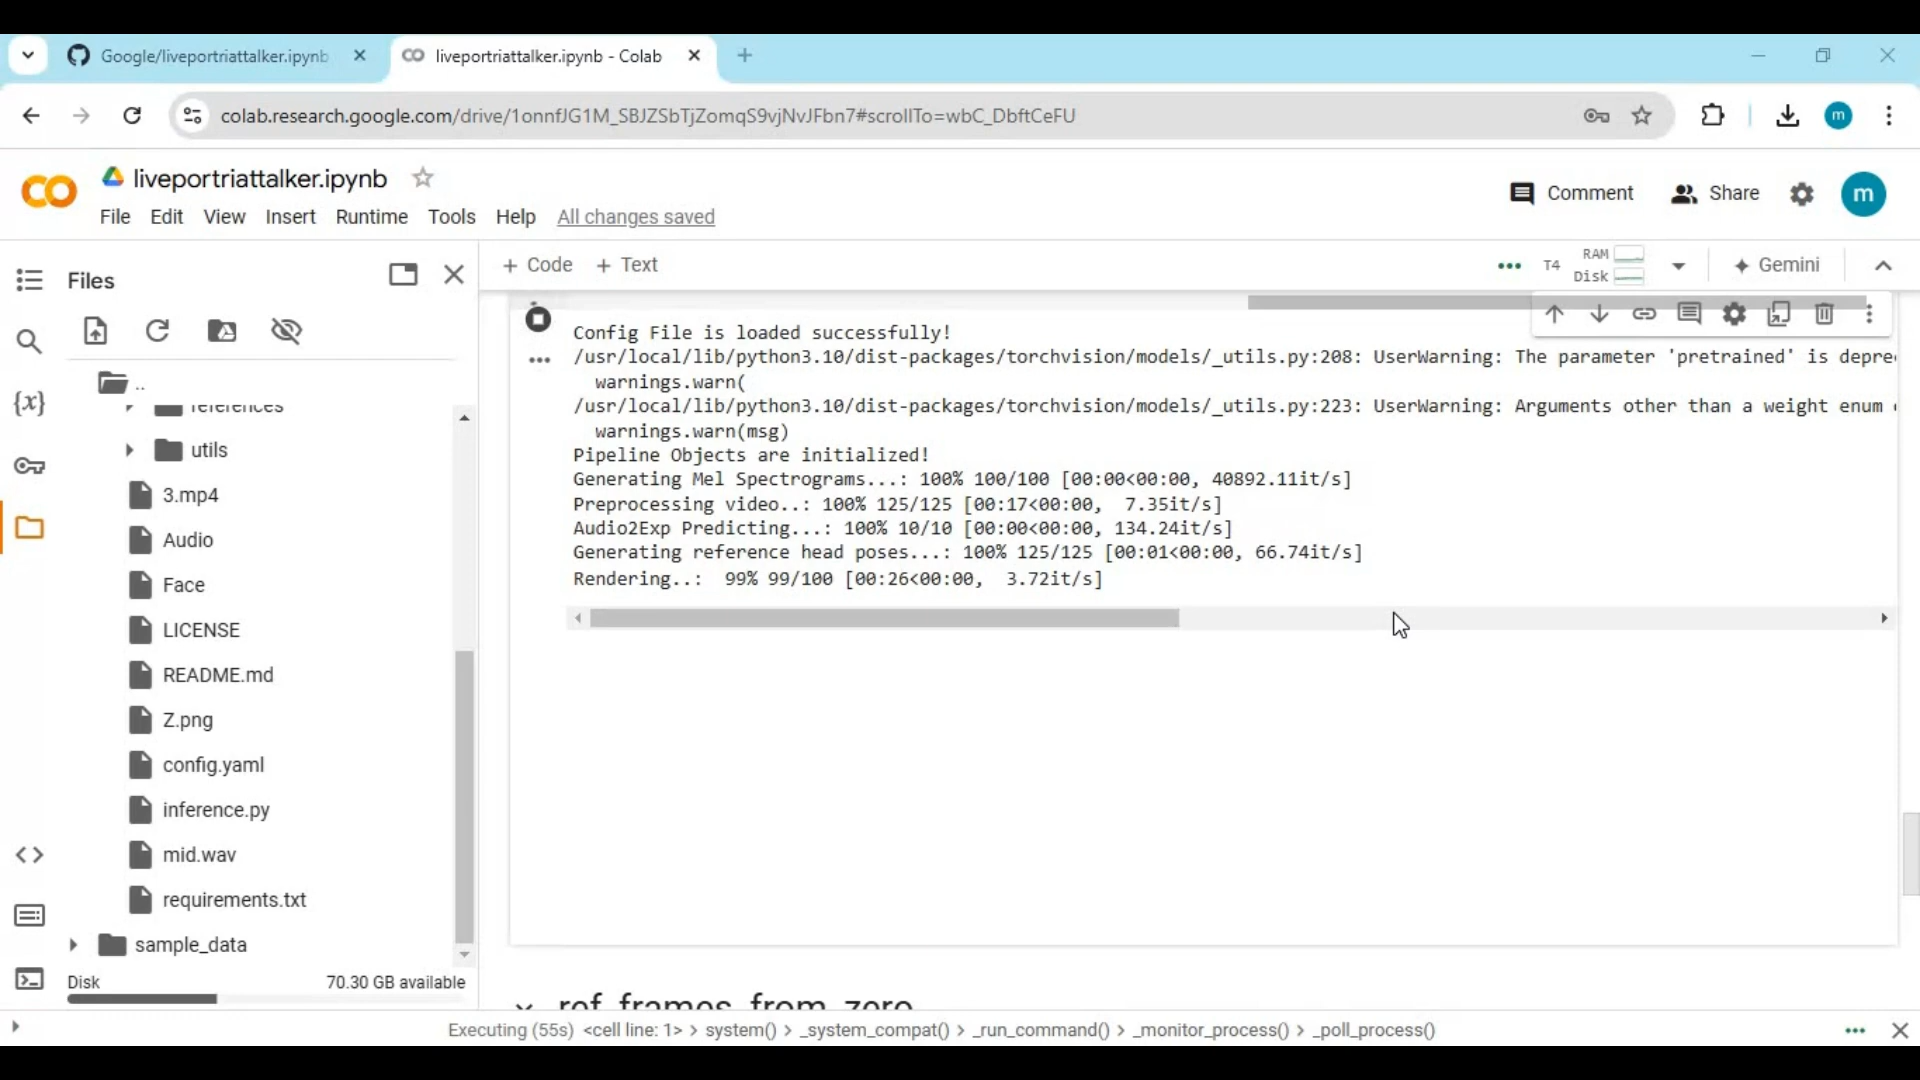 Google/liveportriattalker.ipynb
liveportriattalker.ipynb - Colab
colab.research.google.com/drive/1onnfJG1M_SBJZSbTjZomqS9vjNvJFbn7#scrollTo=wbC_DbftCeFU
m
CO
liveportriattalker.ipynb
File Edit View Insert Runtime Tools Help All changes saved
Comment
Share
m
Files
+ Code + Text
T4
RAM
Disk
Gemini
..
references
utils
3.mp4
Audio
Face
LICENSE
README.md
Z.png
config.yaml
inference.py
mid.wav
requirements.txt
sample_data
Disk 70.30 GB available
{x}
Config File is loaded successfully!
/usr/local/lib/python3.10/dist-packages/torchvision/models/_utils.py:208: UserWarning: The parameter 'pretrained' is depre
warnings.warn(
/usr/local/lib/python3.10/dist-packages/torchvision/models/_utils.py:223: UserWarning: Arguments other than a weight enum
warnings.warn(msg)
Pipeline Objects are initialized!
Generating Mel Spectrograms...: 100% 100/100 [00:00<00:00, 40892.11it/s]
Preprocessing video..: 100% 125/125 [00:17<00:00, 7.35it/s]
Audio2Exp Predicting...: 100% 10/10 [00:00<00:00, 134.24it/s]
Generating reference head poses...: 100% 125/125 [00:01<00:00, 66.74it/s]
Rendering..: 99% 99/100 [00:26<00:00, 3.72it/s]
ref_frames_from_zero
Executing (55s) <cell line: 1> > system() > _system_compat() > _run_command() > _monitor_process() > _poll_process()